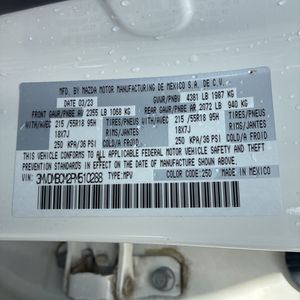 MFD. BY MAZDA MOTOR MANUFACTURING DE MEXICO S.A. DE C.V.
DATE 03/23 GVWR/PNBV 4381 LB 1987 KG
FRONT GAWR/PNBE AV 2355 LB 1068 KG REAR GAWR/PNBE AR 2072 LB 940 KG
WITH/AVEC 215 /55R18 95H TIRES/PNEUS WITH/AVEC 215 /55R18 95H TIRES/PNEUS
18X7J RIMS/JANTES 18X7J RIMS/JANTES
250 KPA/36 PSI COLD/A FROID 250 KPA/36 PSI COLD/A FROID
THIS VEHICLE CONFORMS TO ALL APPLICABLE FEDERAL MOTOR VEHICLE SAFETY, BUMPER, AND THEFT
PREVENTION STANDARDS IN EFFECT ON THE DATE OF MANUFACTURE SHOWN ABOVE.
TYPE: MPV COLOR CODE: 25D MADE IN MEXICO